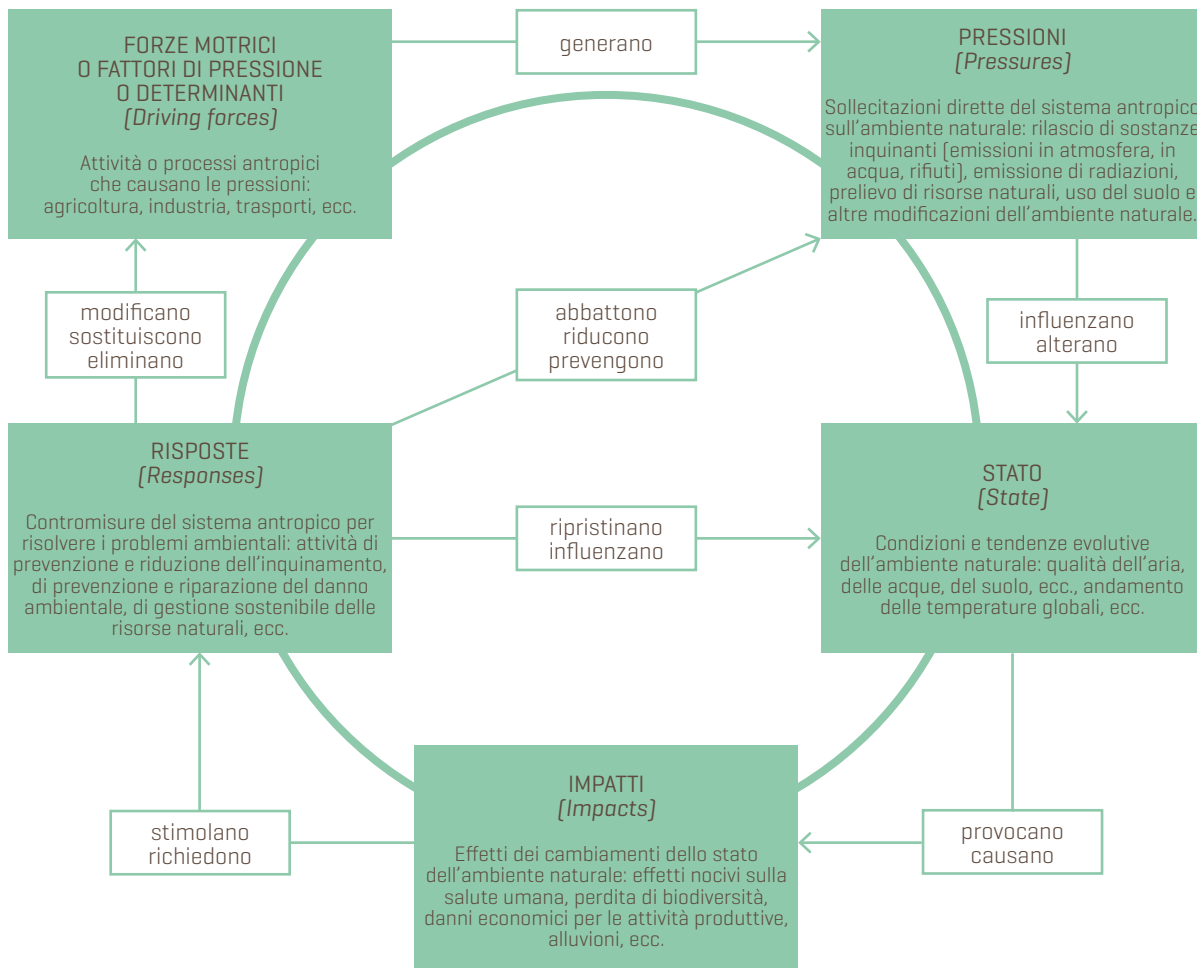 FORZE MOTRICI
O FATTORI DI PRESSIONE
O DETERMINANTI
(Driving forces)
Attività o processi antropici
che causano le pressioni:
agricoltura, industria, trasporti, ecc.
generano
PRESSIONI
(Pressures)
Sollecitazioni dirette del sistema antropico
sull'ambiente naturale: rilascio di sostanze
inquinanti (emissioni in atmosfera, in
acqua, rifiuti), emissione di radiazioni,
prelievo di risorse naturali, uso del suolo e
altre modificazioni dell'ambiente naturale.
modificano
sostituiscono
eliminano
abbattono
riducono
prevengono
influenzano
alterano
RISPOSTE
(Responses)
Contromisure del sistema antropico per
risolvere i problemi ambientali: attività di
prevenzione e riduzione dell'inquinamento,
di prevenzione e riparazione del danno
ambientale, di gestione sostenibile delle
risorse naturali, ecc.
ripristinano
influenzano
STATO
(State)
Condizioni e tendenze evolutive
dell'ambiente naturale: qualità dell'aria,
delle acque, del suolo, ecc., andamento
delle temperature globali, ecc.
stimolano
richiedono
IMPATTI
(Impacts)
Effetti dei cambiamenti dello stato
dell'ambiente naturale: effetti nocivi sulla
salute umana, perdita di biodiversità,
danni economici per le attività produttive,
alluvioni, ecc.
provocano
causano